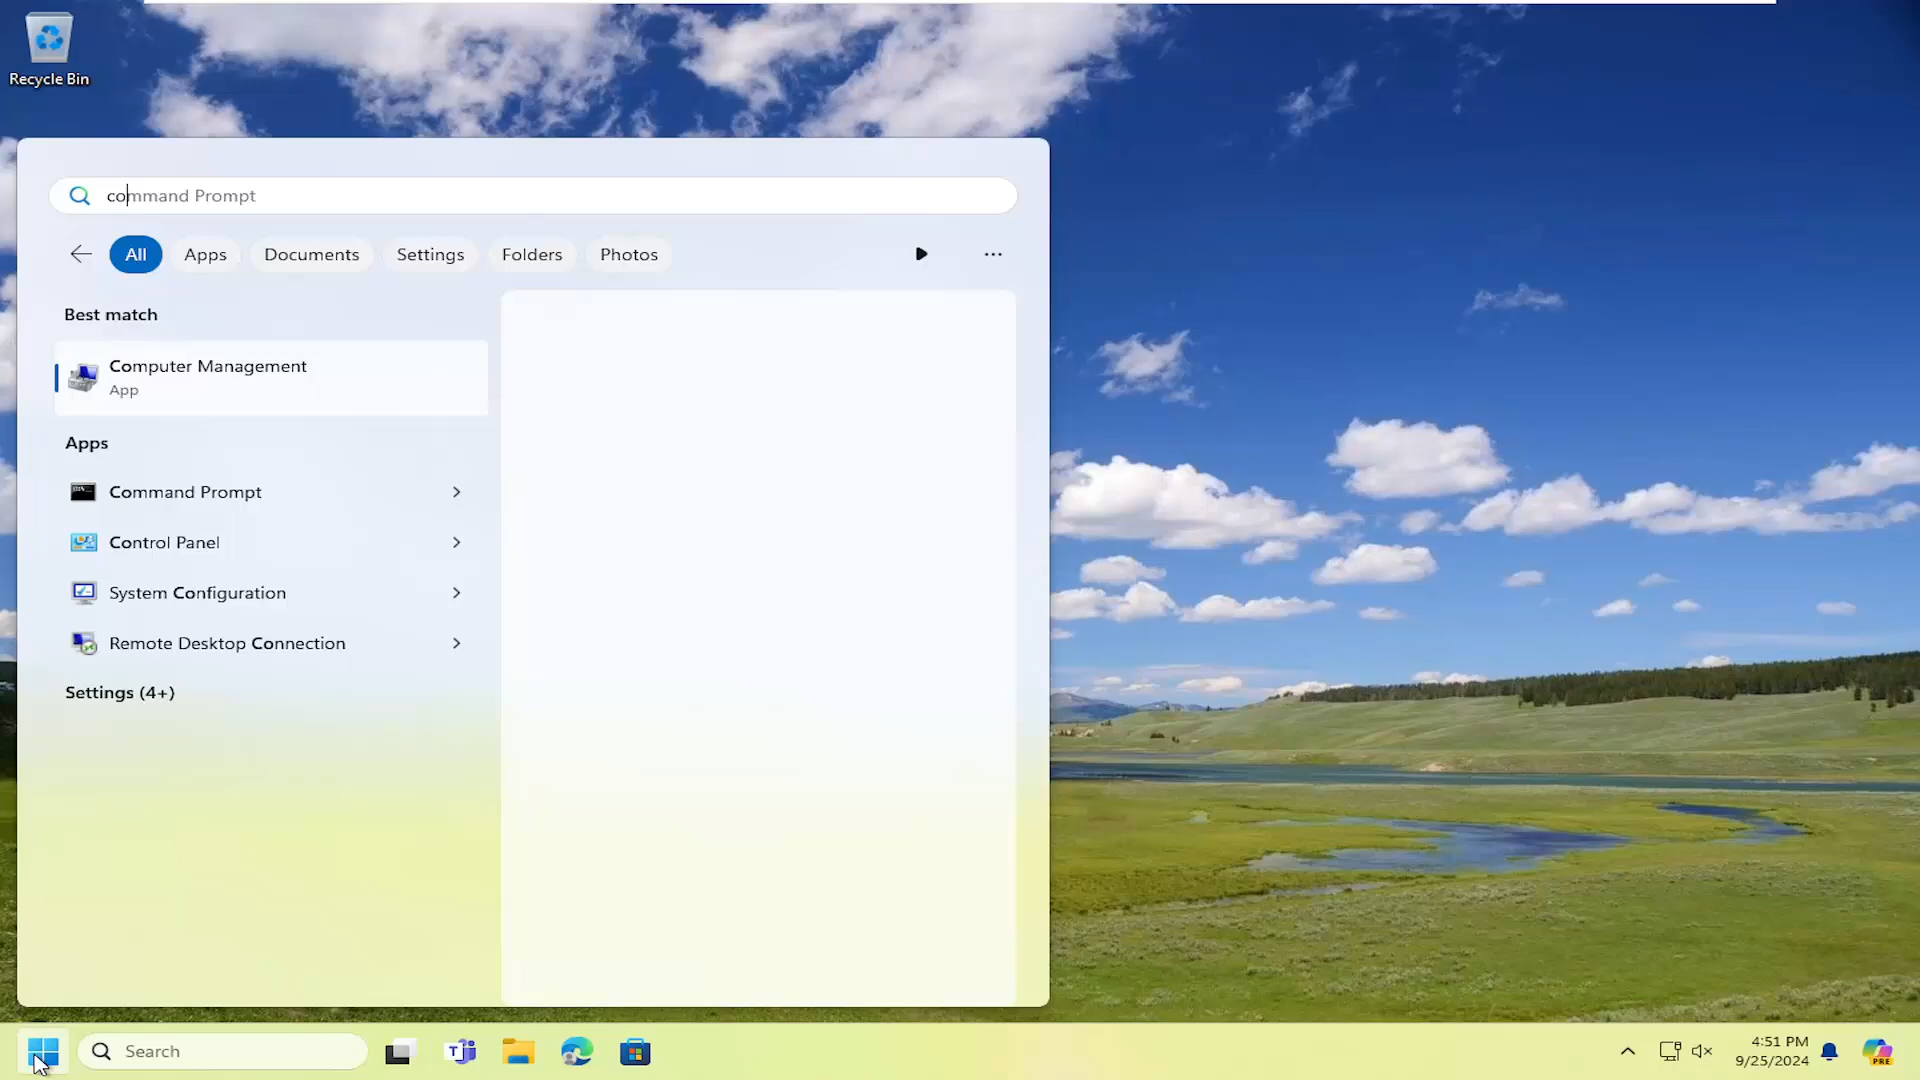 Recycle Bin
command Prompt
All Apps Documents Settings Folders Photos
Best match
Computer Management
App
Apps
Command Prompt
Control Panel
System Configuration
Remote Desktop Connection
Settings (4+)
Search
4:51 PM
9/25/2024
PRE